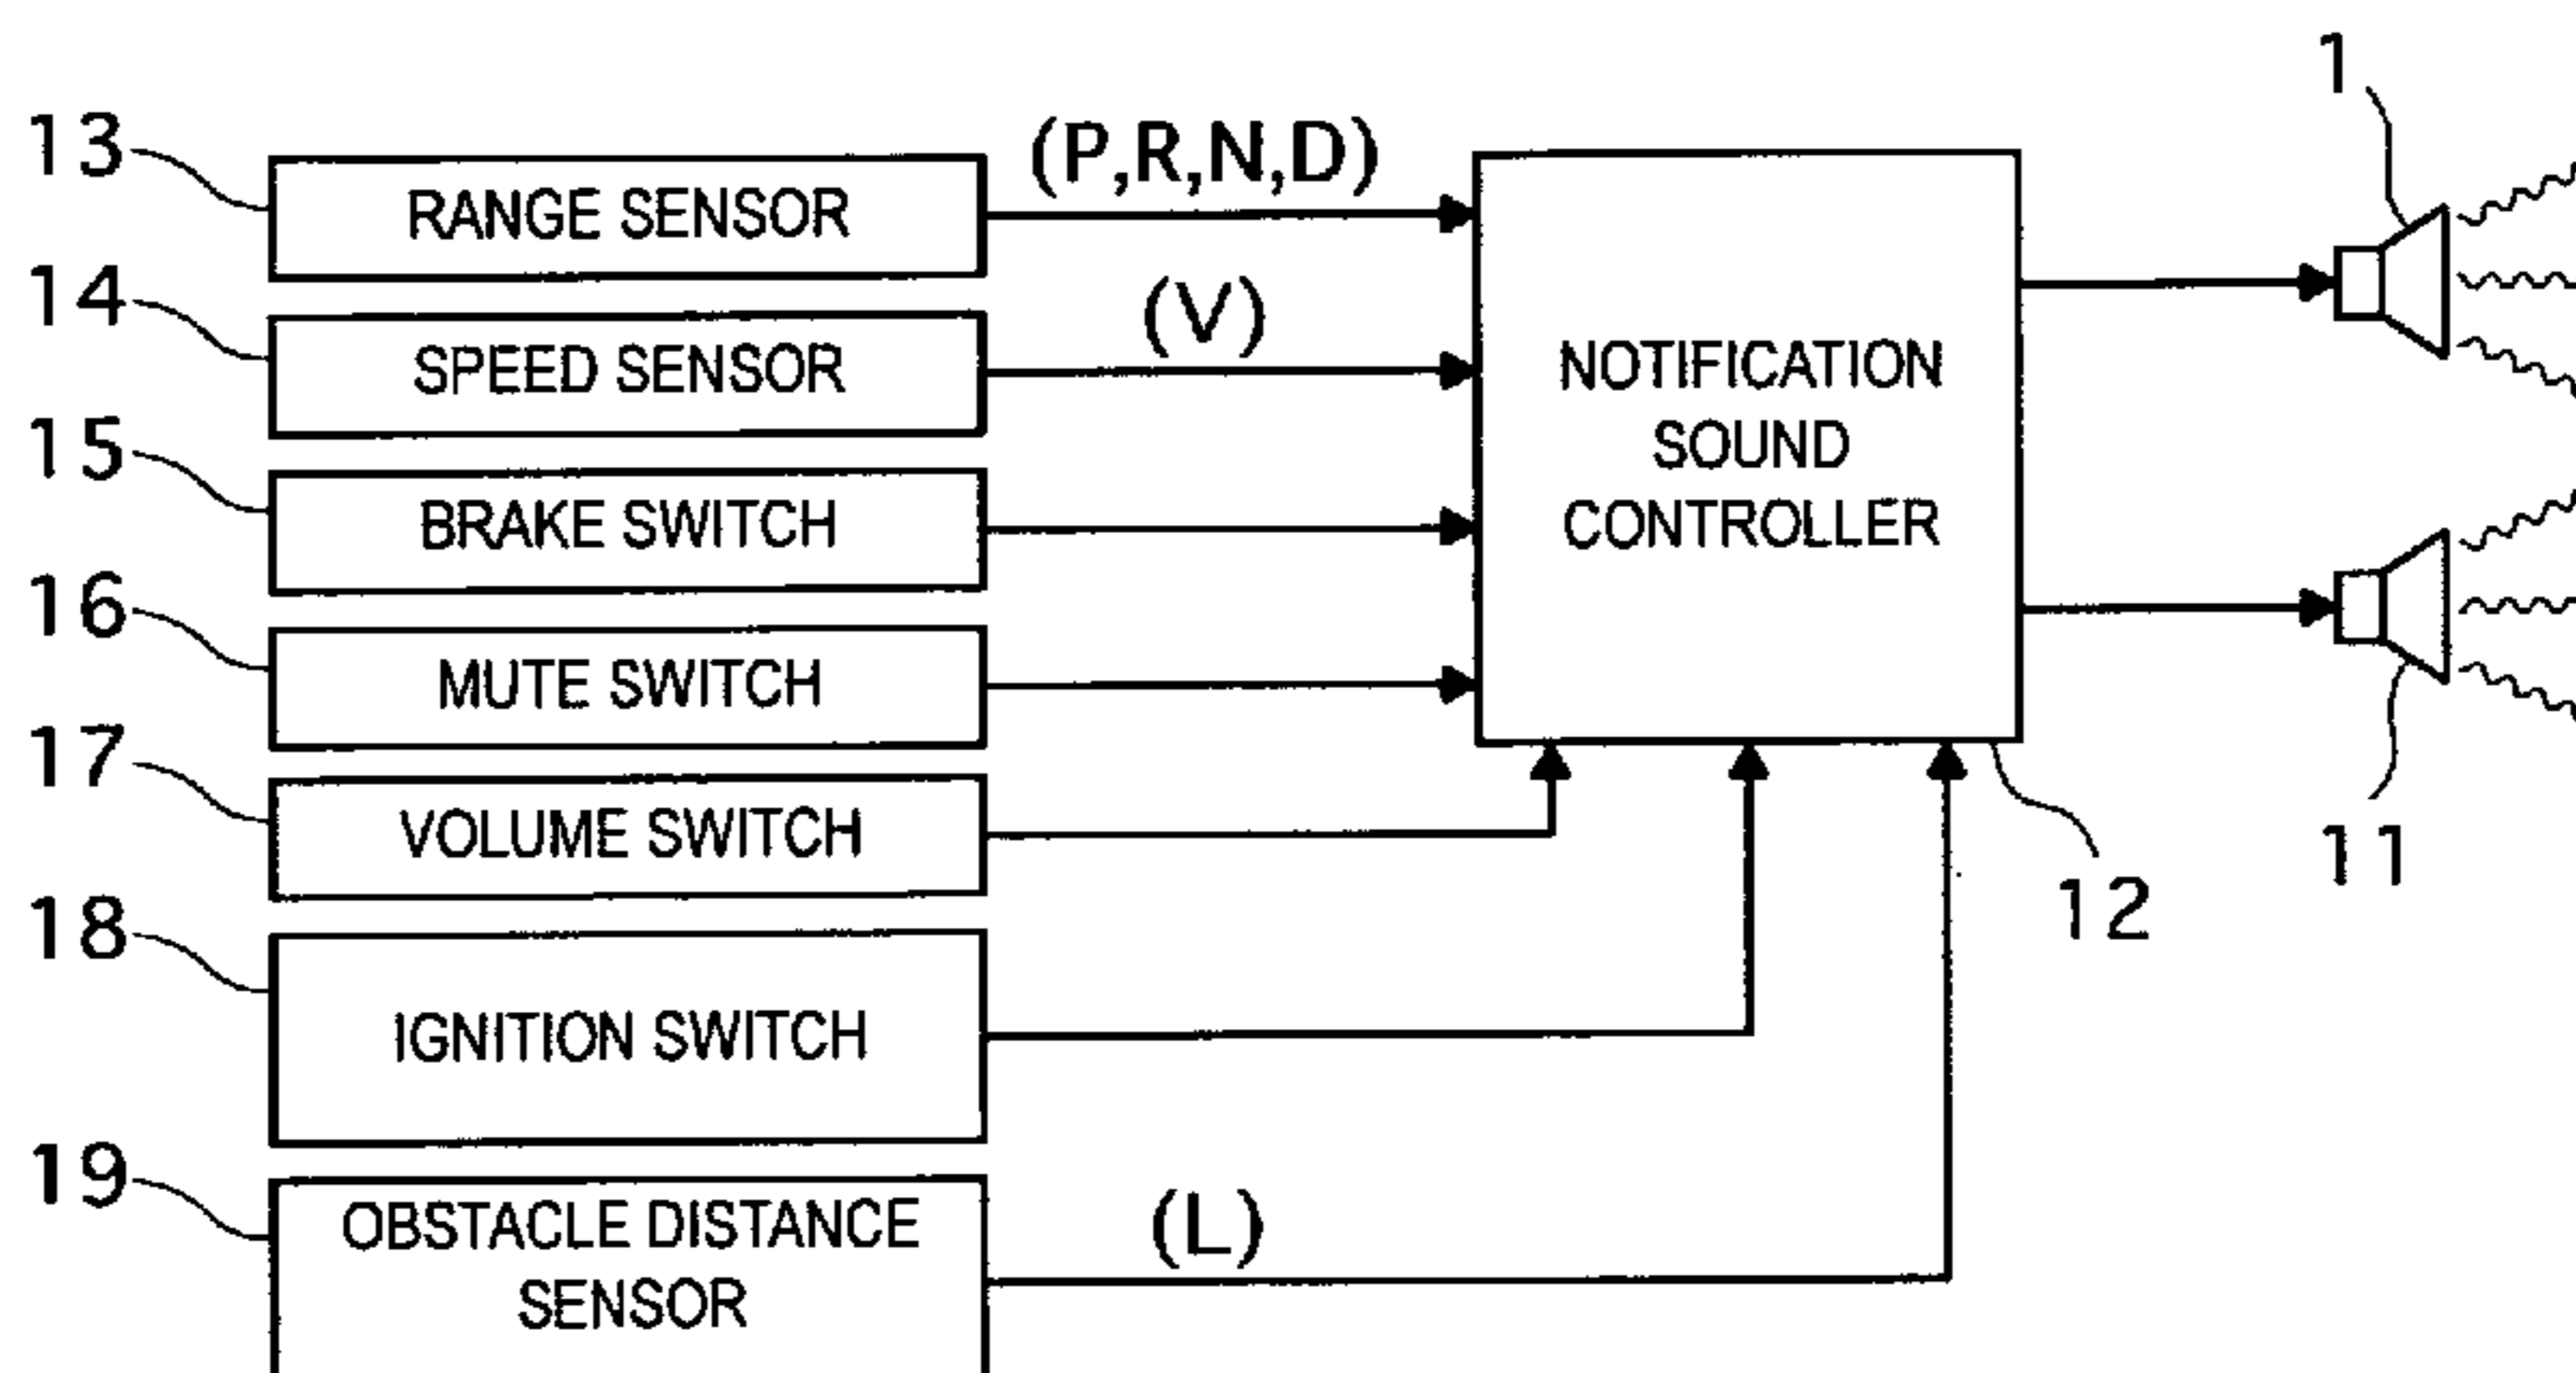 1
13
RANGE SENSOR
(P,R,N,D)
14
SPEED SENSOR
(V)
15
BRAKE SWITCH
16
MUTE SWITCH
17
VOLUME SWITCH
18
IGNITION SWITCH
19
OBSTACLE DISTANCE
SENSOR
(L)
NOTIFICATION
SOUND
CONTROLLER
12
11